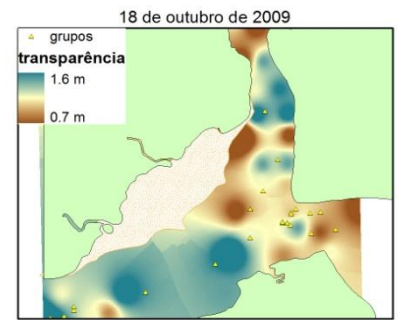 18 de outubro de 2009
grupos
transparência
1.6 m
0.7 m